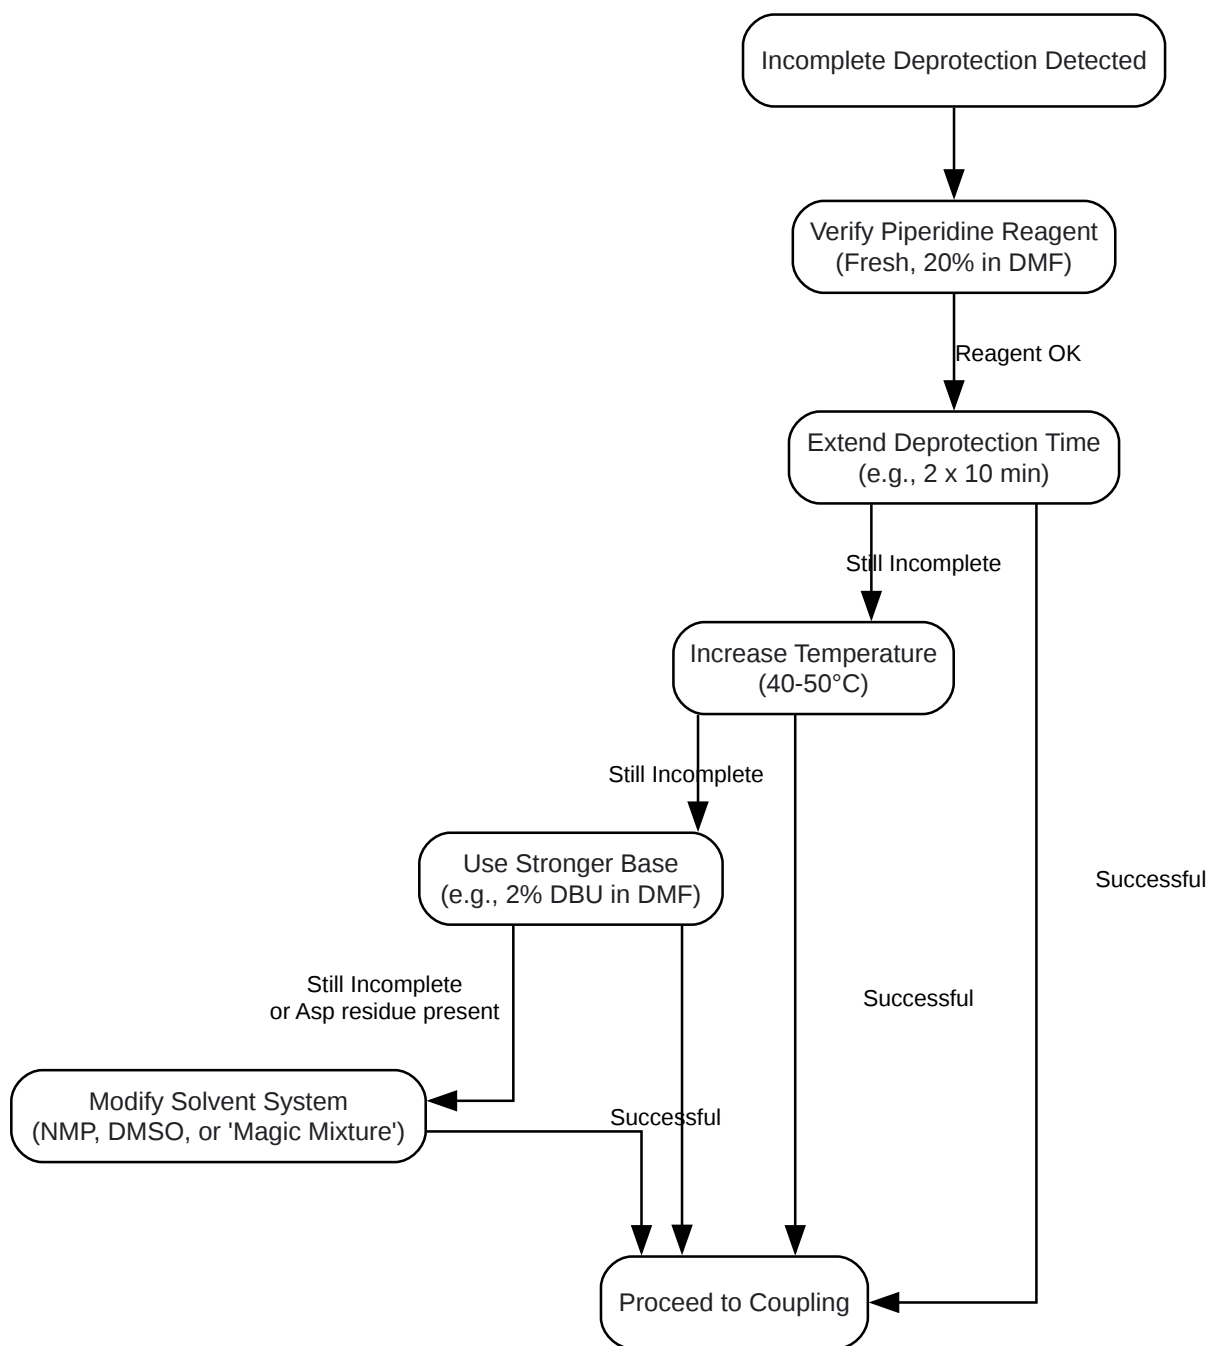 Incomplete Deprotection Detected
Verify Piperidine Reagent
(Fresh, 20% in DMF)
Reagent OK
Extend Deprotection Time
(e.g., 2 x 10 min)
Still Incomplete
Increase Temperature
(40-50°C)
Still Incomplete
Use Stronger Base
(e.g., 2% DBU in DMF)
Successful
Still Incomplete
or Asp residue present
Successful
Modify Solvent System
(NMP, DMSO, or 'Magic Mixture')
Successful
Proceed to Coupling